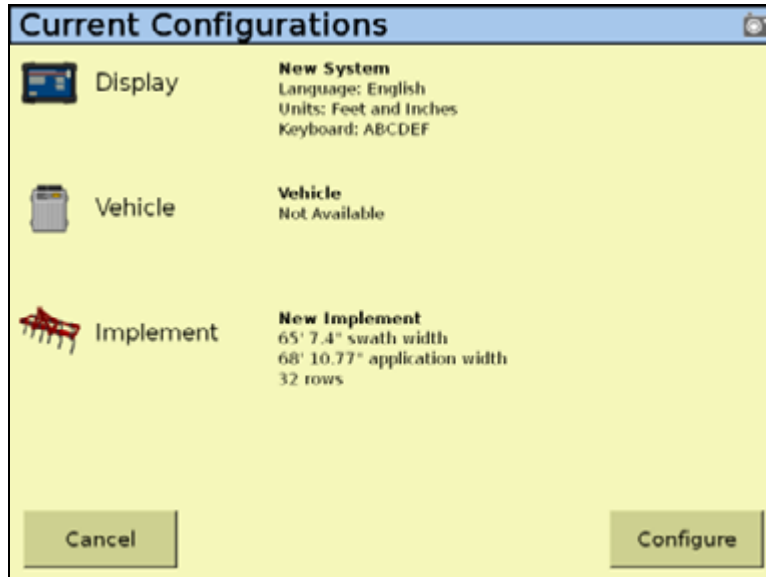 Current Configurations
Display
New System
Language: English
Units: Feet and Inches
Keyboard: ABCDEF
Vehicle
Vehicle
Not Available
Implement
New Implement
65' 7.4" swath width
68' 10.77" application width
32 rows
Cancel
Configure